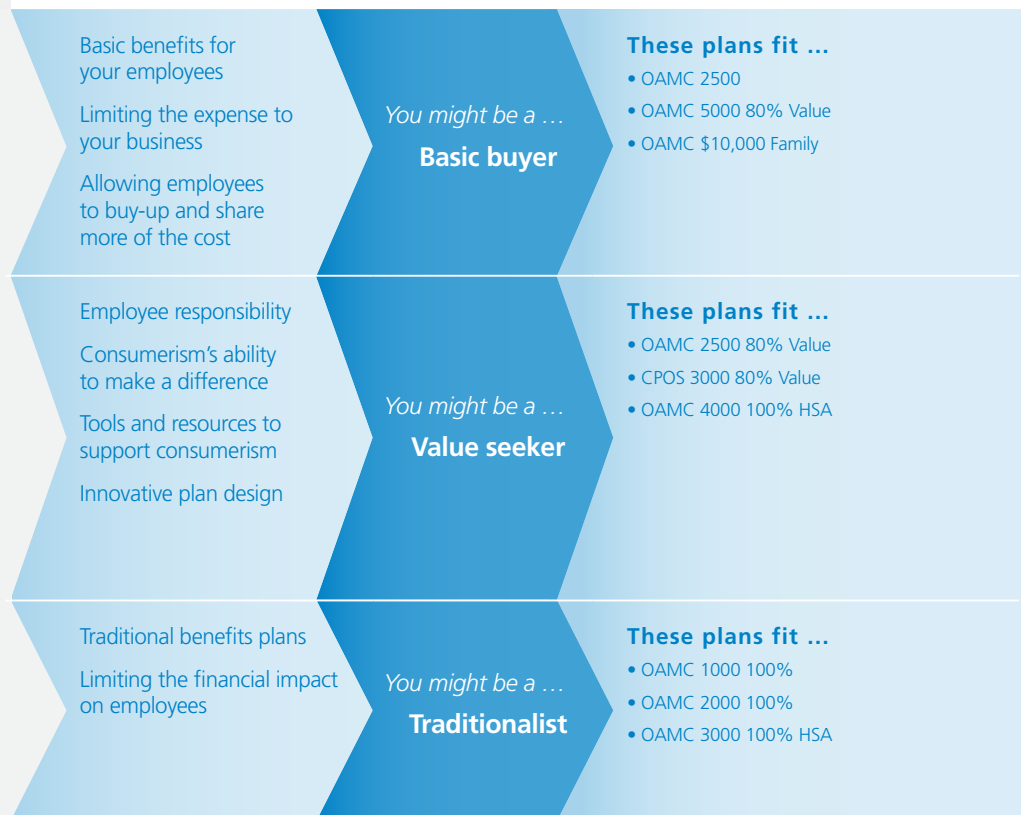 Basic benefits for
your employees
Limiting the expense to
your business
Allowing employees
to buy-up and share
more of the cost
You might be a …
Basic buyer
These plans fit …
• OAMC 2500
• OAMC 5000 80% Value
• OAMC $10,000 Family
Employee responsibility
Consumerism’s ability
to make a difference
Tools and resources to
support consumerism
Innovative plan design
You might be a …
Value seeker
These plans fit …
• OAMC 2500 80% Value
• CPOS 3000 80% Value
• OAMC 4000 100% HSA
Traditional benefits plans
Limiting the financial impact
on employees
You might be a …
Traditionalist
These plans fit …
• OAMC 1000 100%
• OAMC 2000 100%
• OAMC 3000 100% HSA